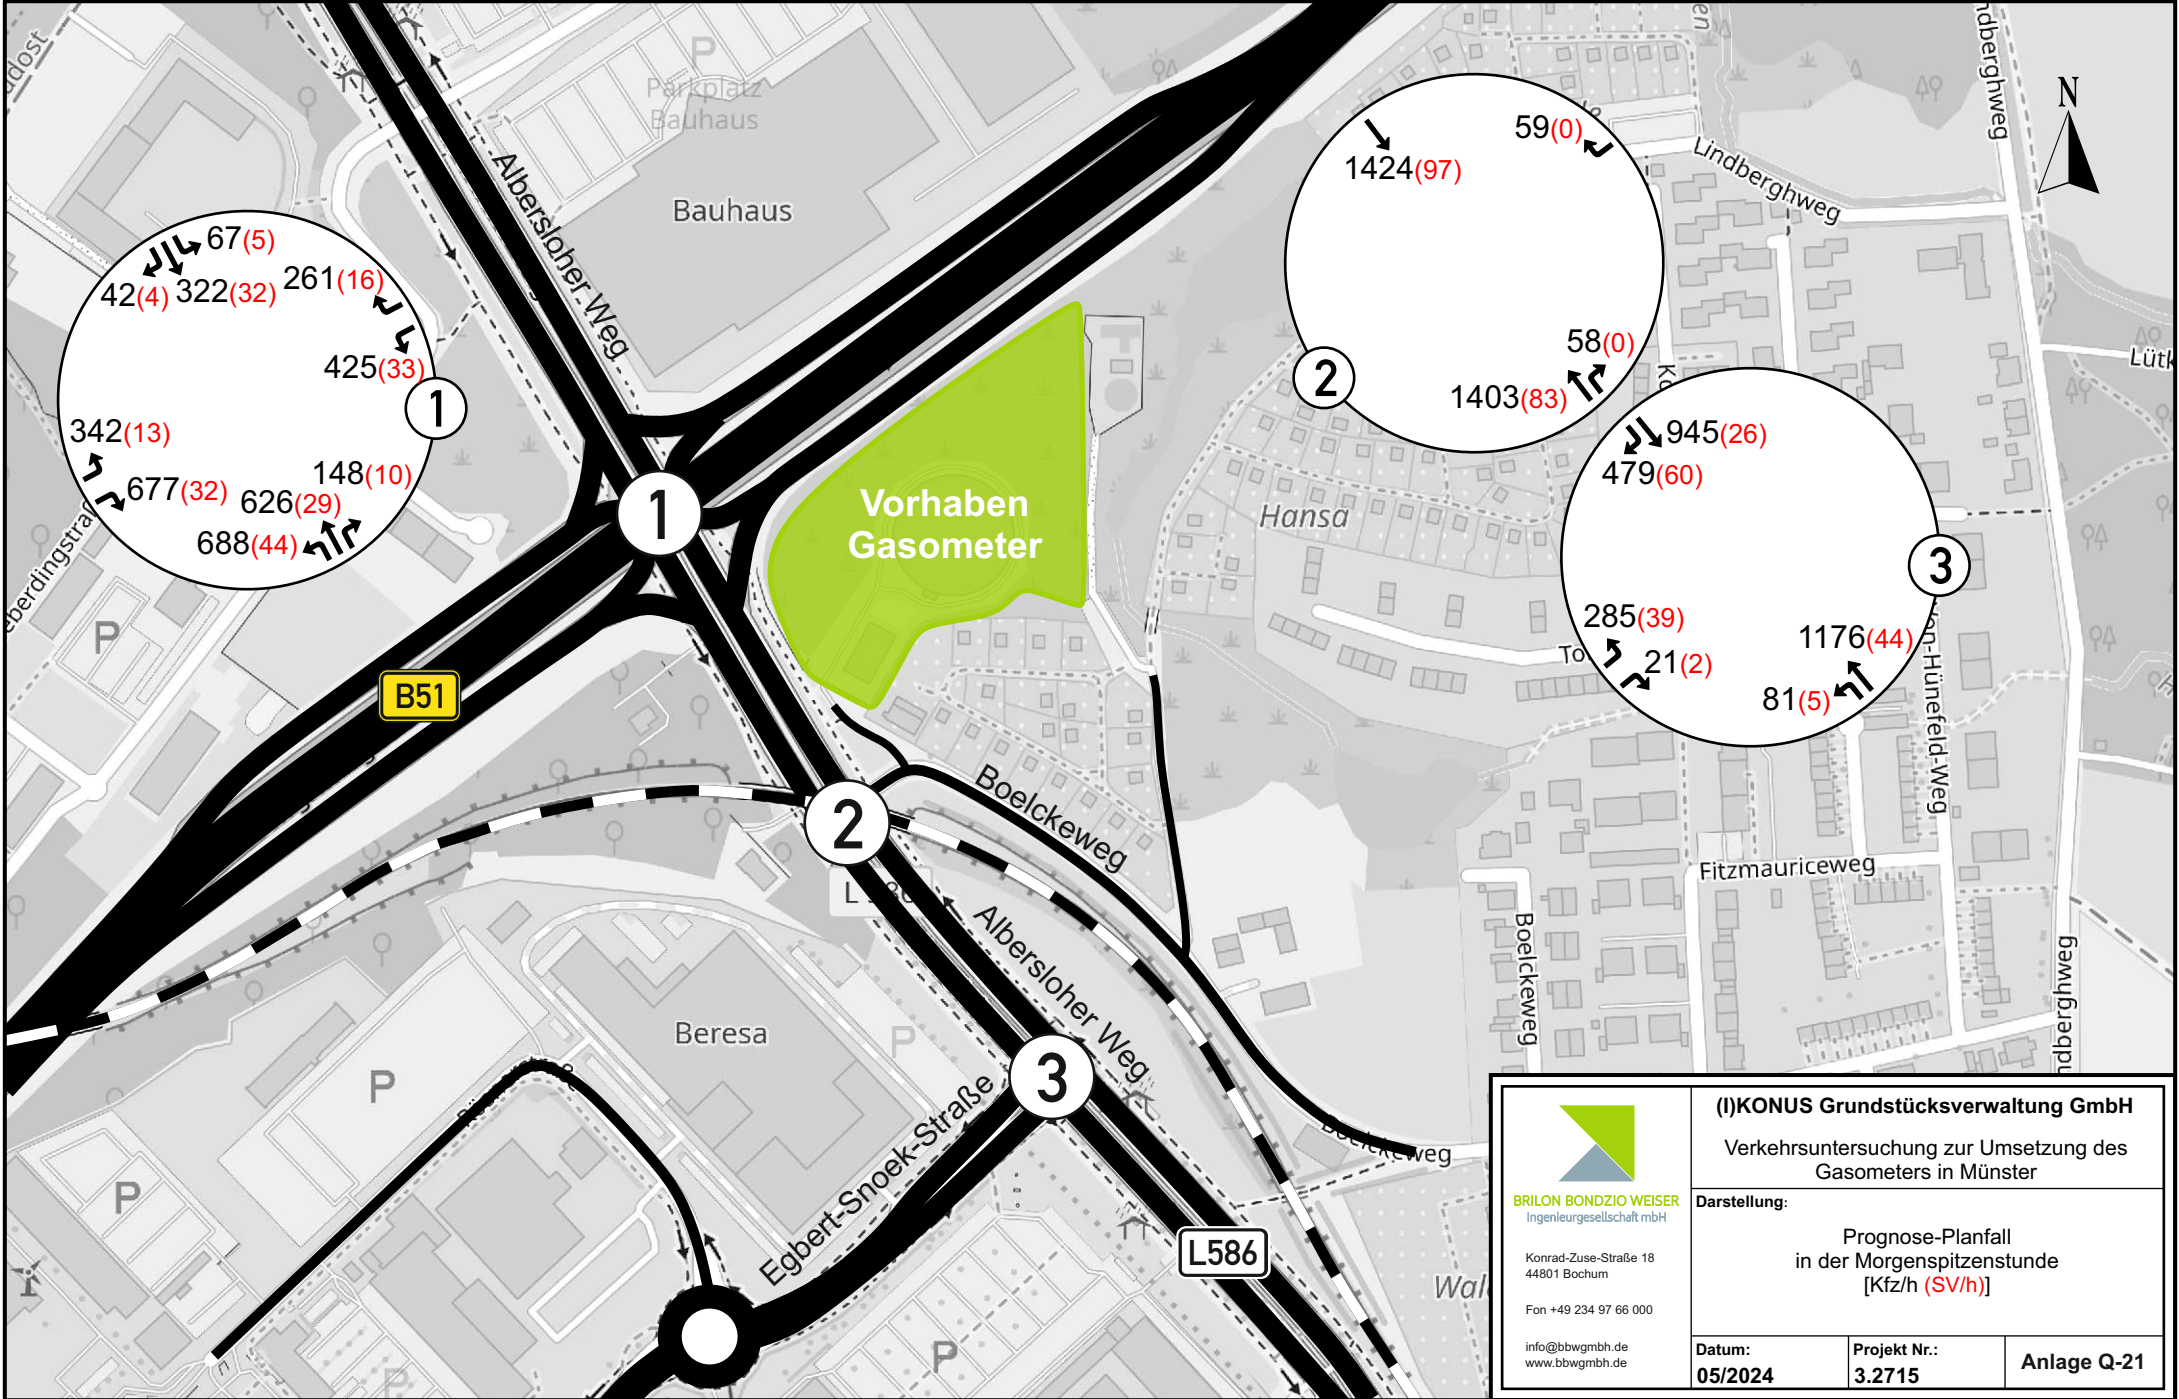 P
Parkplatz
Bauhaus
Bauhaus
Albersloher Weg
67(5)
42(4) 322(32) 261(16)
425(33)
1
342(13)
677(32)
148(10)
626(29)
688(44)
1424(97)
59(0)
58(0)
1403(83)
2
945(26)
479(60)
285(39)
21(2)
1176(44)
81(5)
3
N
Lindberghweg
Lindberghweg
Hansa
Vorhaben
Gasometer
1
B51
P
2
Boelckeweg
Albersloher Weg
Beresa
P
P
P
3
Egbert-Snoek-Straße
L586
P
P
Fitzmauriceweg
Boelckeweg
Boelckeweg
(I)KONUS Grundstücksverwaltung GmbH
Verkehrsuntersuchung zur Umsetzung des
Gasometers in Münster
BRILON BONDZIO WEISER
Ingenieurgesellschaft mbH
Konrad-Zuse-Straße 18
44801 Bochum
Fon +49 234 97 66 000
info@bbwgmbh.de
www.bbwgmbh.de
Darstellung:
Prognose-Planfall
in der Morgenspitzenstunde
[Kfz/h (SV/h)]
Datum:
05/2024
Projekt Nr.:
3.2715
Anlage Q-21